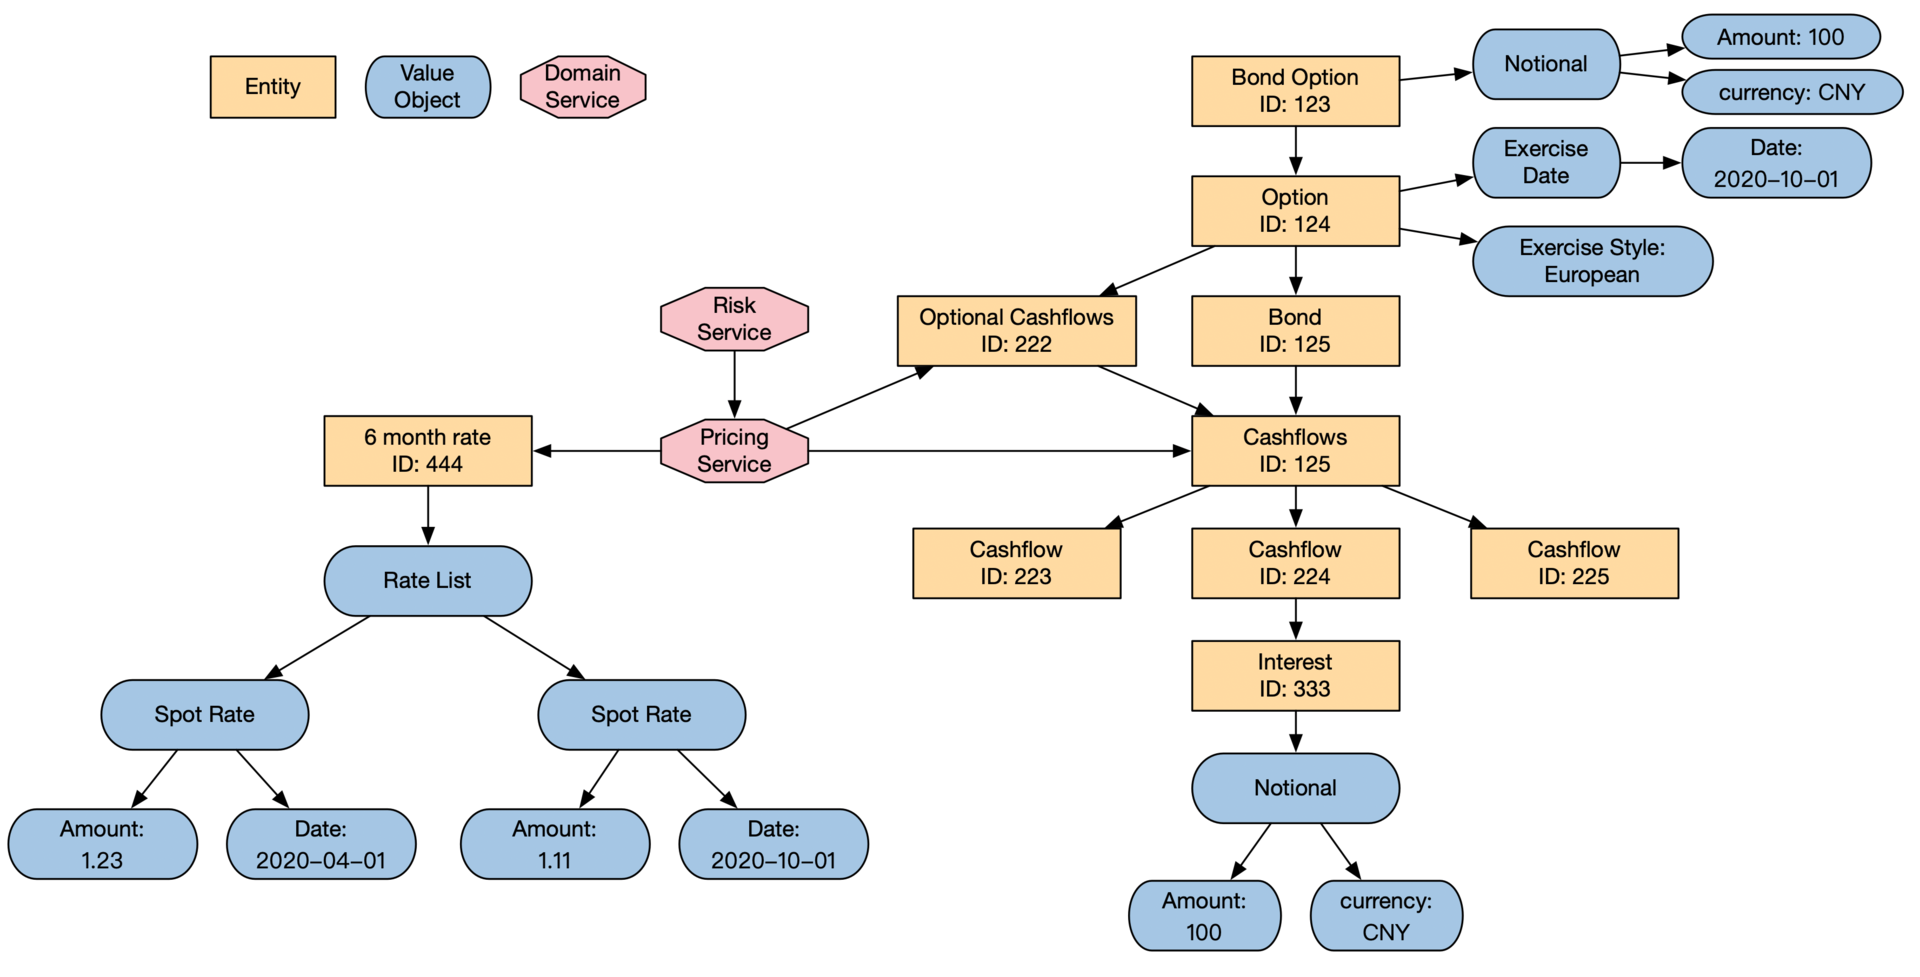 Entity
Value
Object
Domain
Service
Bond Option
ID: 123
Notional
Amount: 100
currency: CNY
Exercise
Date
Date:
2020–10–01
Option
ID: 124
Exercise Style:
European
Risk
Service
Optional Cashflows
ID: 222
Bond
ID: 125
6 month rate
ID: 444
Pricing
Service
Cashflows
ID: 125
Cashflow
ID: 223
Cashflow
ID: 224
Cashflow
ID: 225
Rate List
Interest
ID: 333
Spot Rate
Spot Rate
Notional
Amount:
1.23
Date:
2020–04–01
Amount:
1.11
Date:
2020–10–01
Amount:
100
currency:
CNY